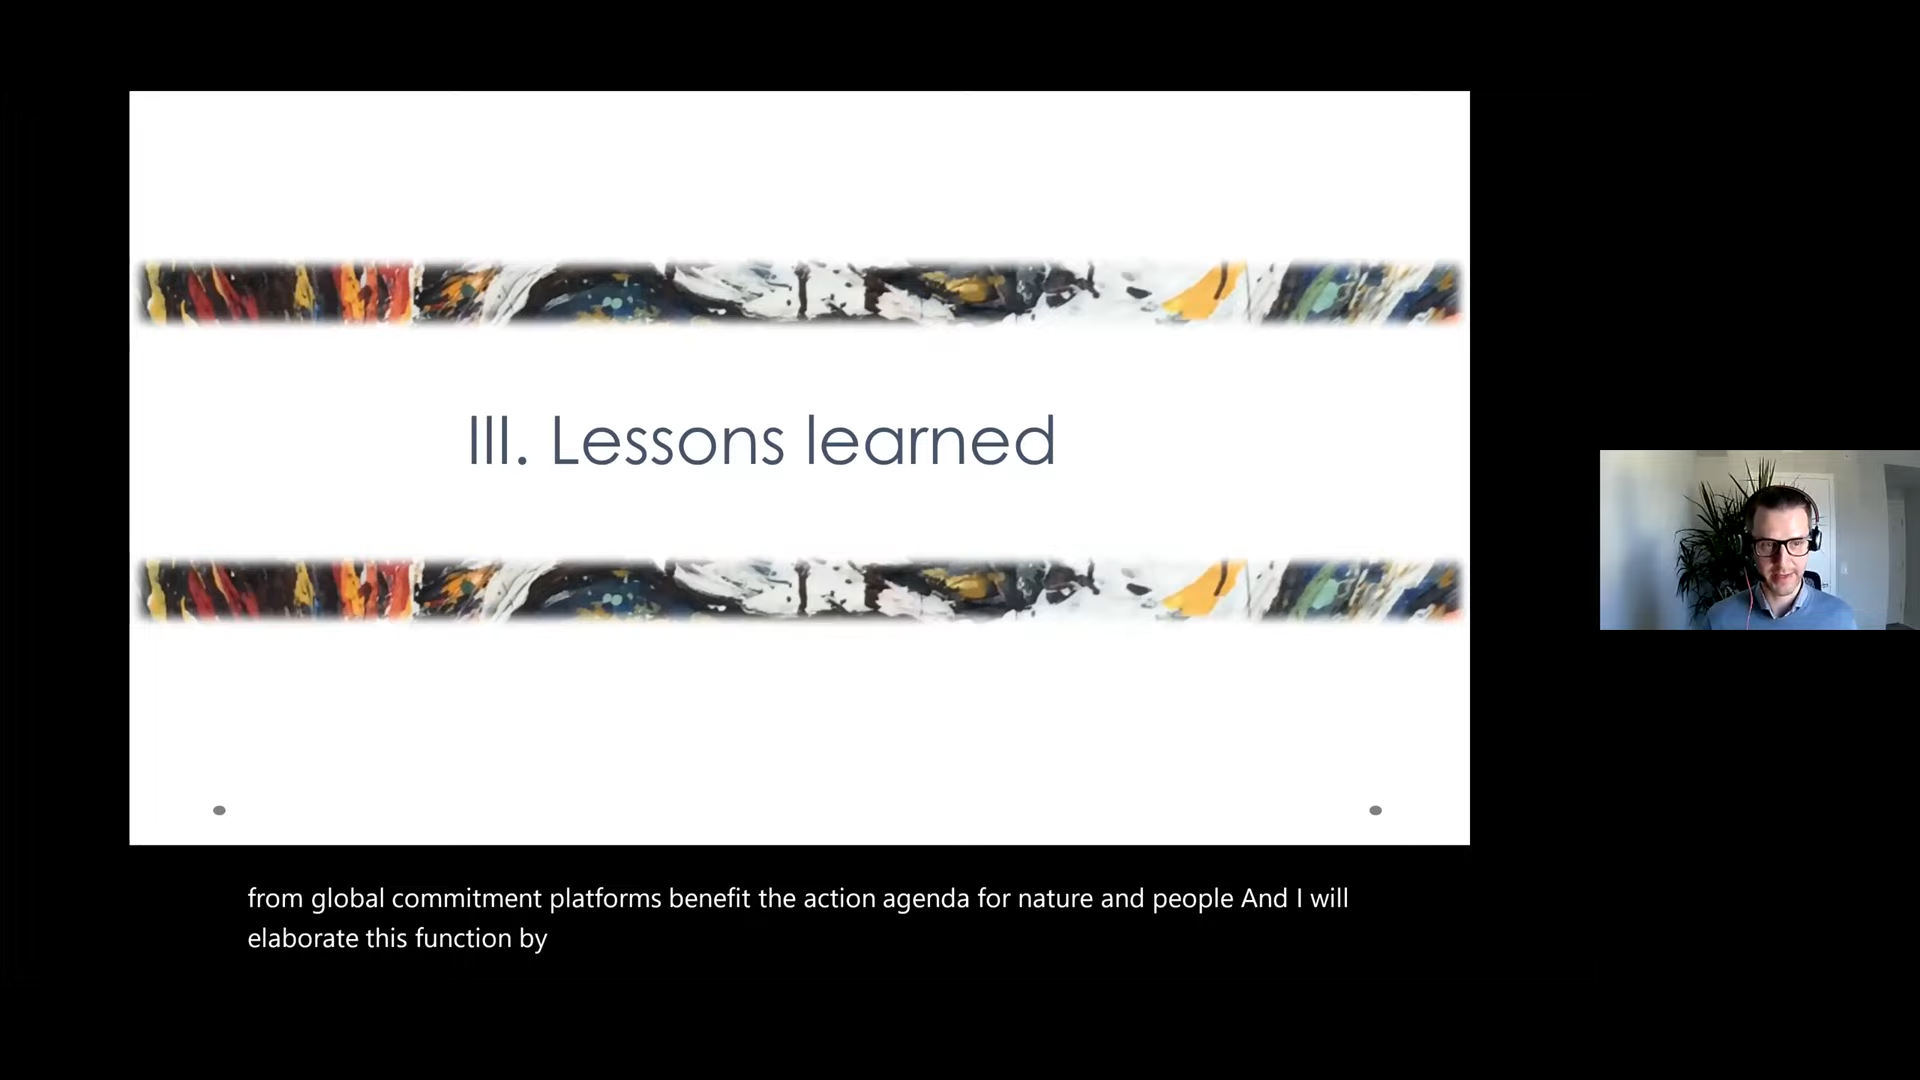 III. Lessons learned
from global commitment platforms benefit the action agenda for nature and people And I will
elaborate this function by